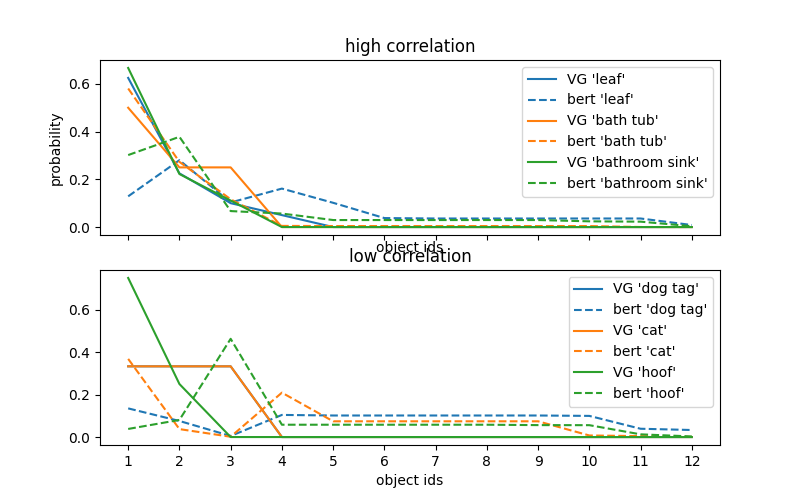 high correlation
probability
0.6
0.4
0.2
0.0
VG 'leaf'
bert 'leaf'
VG 'bath tub'
bert 'bath tub'
VG 'bathroom sink'
bert 'bathroom sink'
object ids
low correlation
0.6
0.4
0.2
0.0
VG 'dog tag'
bert 'dog tag'
VG 'cat'
bert 'cat'
VG 'hoof'
bert 'hoof'
1 2 3 4 5 6 7 8 9 10 11 12
object ids